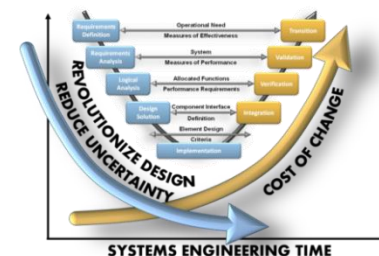 Requirements
Definition
Operational Need
Measures of Effectiveness
Transition
Requirements
Analysis
System
Measures of Performance
Validation
Logical
Analysis
Allocated Functions
Performance Requirements
Verification
Design
Solution
Component Interface
Definition
Integration
Element Design
Criteria
Implementation
REVOLUTIONIZE DESIGN
REDUCE UNCERTAINTY
COST OF CHANGE
SYSTEMS ENGINEERING TIME